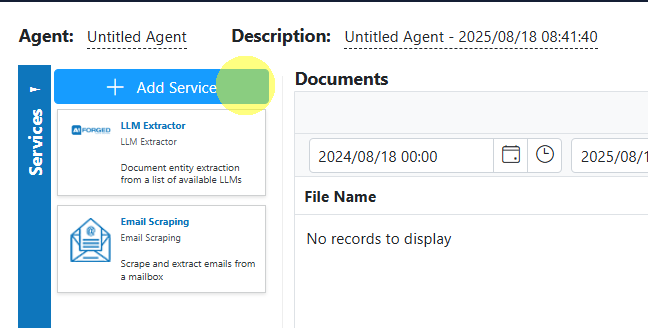 Agent: Untitled Agent Description: Untitled Agent - 2025/08/18 08:41:40
Services
+ Add Service
AIFORGED
LLM Extractor
LLM Extractor
Document entity extraction
from a list of available LLMs
Email Scraping
Email Scraping
Scrape and extract emails from
a mailbox
Documents
2024/08/18 00:00 2025/08/1
File Name
No records to display